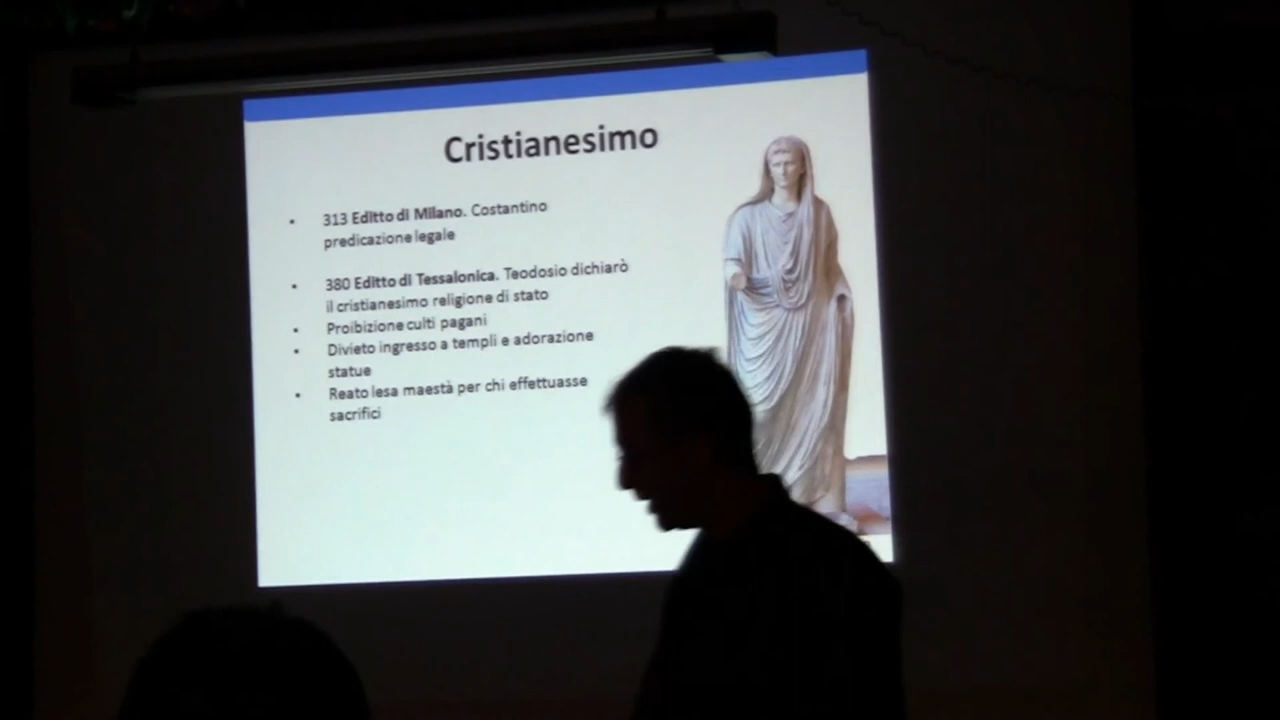 Cristianesimo
• 313 Editto di Milano. Costantino
predicazione legale
• 380 Editto di Tessalonica. Teodosio dichiarò
il cristianesimo religione di stato
• Proibizione culti pagani
• Divieto ingresso a templi e adorazione
statue
• Reato lesa maestà per chi effettuasse
sacrifici